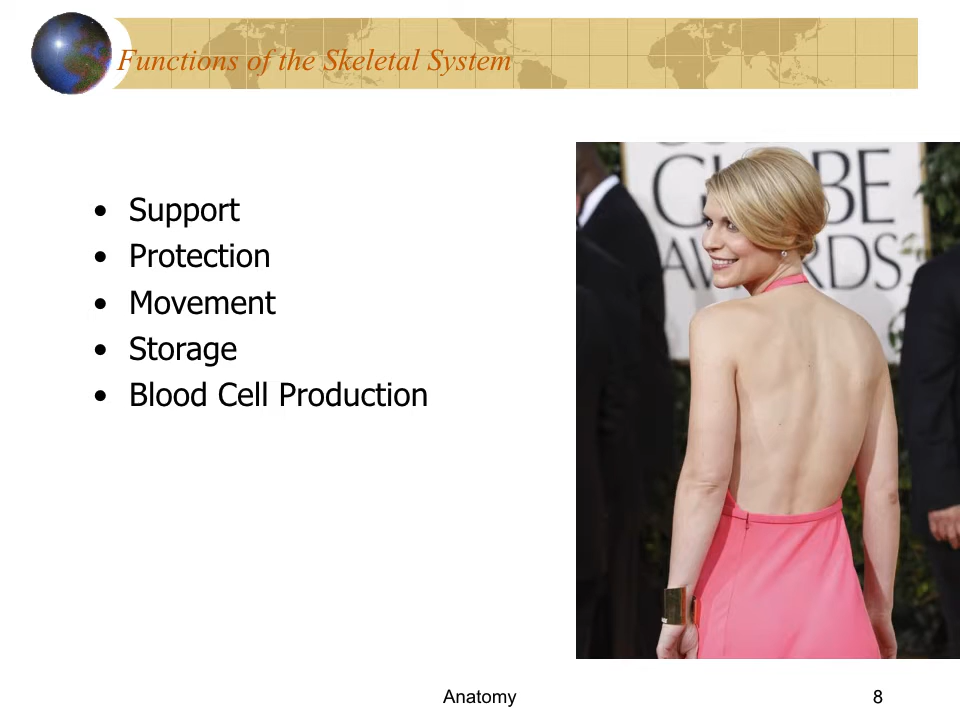 Functions of the Skeletal System
• Support
• Protection
• Movement
• Storage
• Blood Cell Production
GLOBE
AWARDS
Anatomy
8